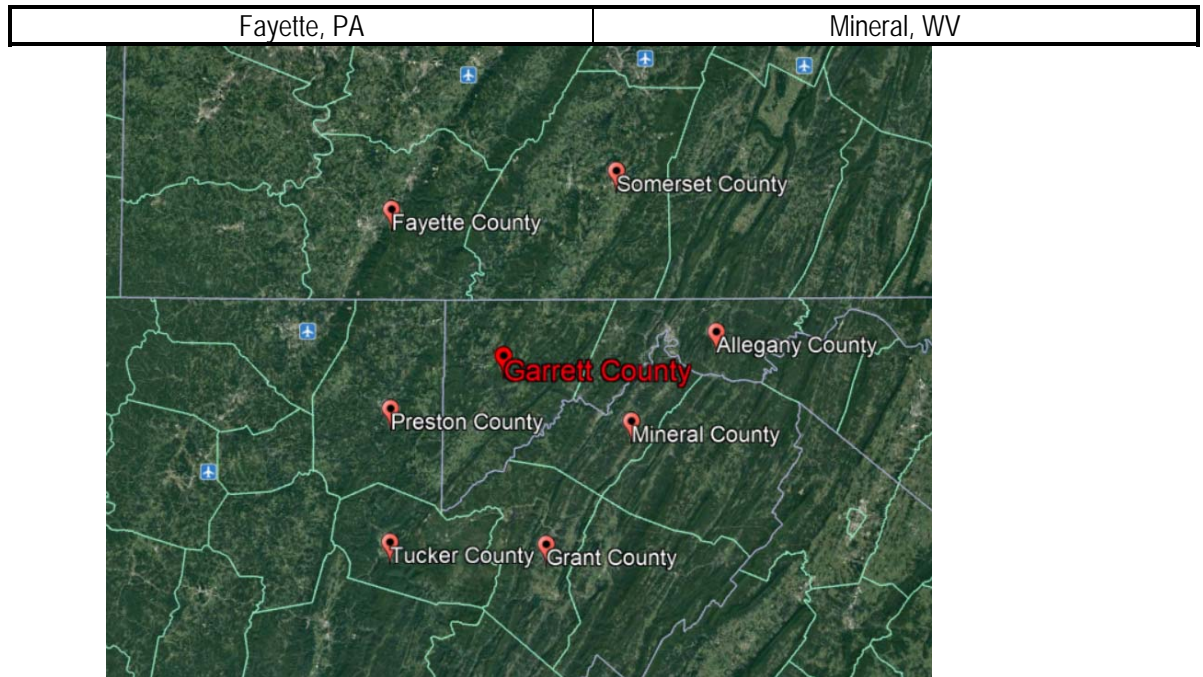 Fayette, PA
Mineral, WV
Somerset County
Fayette County
Allegany County
Garrett County
Preston County
Mineral County
Tucker County
Grant County